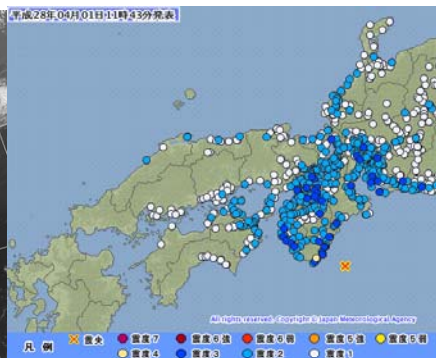 平成28年04月01日11時43分発表
All rights reserved. Copyright © Japan Meteorological Agency
凡 例 震央 震度7 震度6強 震度6弱 震度5強 震度5弱
震度4 震度3 震度2 震度1